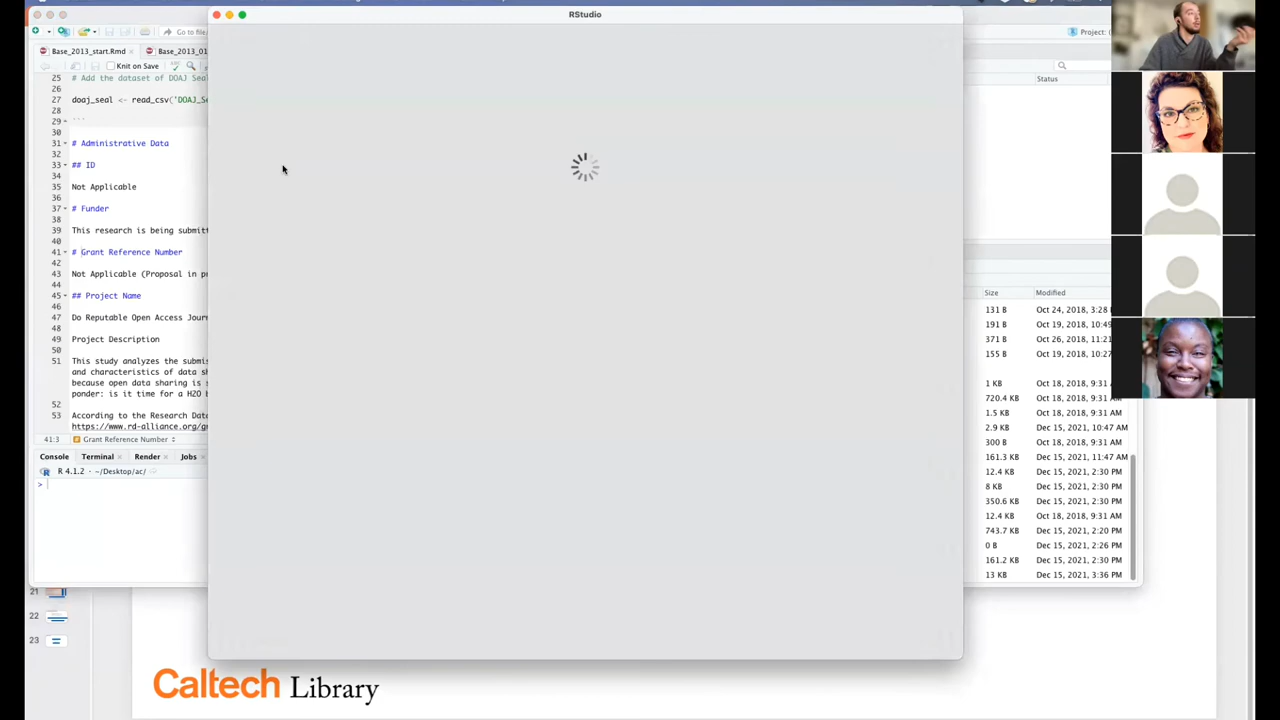 RStudio
Go to file
Project: (
Base_2013_start.Rmd
Base_2013_01
Knit on Save
25 # Add the dataset of DOAJ Seal
26
27 doaj_seal <- read_csv('DOAJ_Se
28
29 ```
30
31 # Administrative Data
32
33 ## ID
34
35 Not Applicable
36
37 # Funder
38
39 This research is being submitt
40
41 # Grant Reference Number
42
43 Not Applicable (Proposal in pr
44
45 ## Project Name
46
47 Do Reputable Open Access Jour
48
49 Project Description
50
51 This study analyzes the submis
and characteristics of data sh
because open data sharing is s
ponder: is it time for a H2O b
52
53 According to the Research Data
https://www.rd-alliance.org/gr
41:3 Grant Reference Number
Console Terminal Render Jobs
R 4.1.2 · ~/Desktop/ac/
>
Status
Size Modified
131 B Oct 24, 2018, 3:28
191 B Oct 19, 2018, 10:49
371 B Oct 26, 2018, 11:21
155 B Oct 19, 2018, 10:27
1 KB Oct 18, 2018, 9:31
720.4 KB Oct 18, 2018, 9:31
1.5 KB Oct 18, 2018, 9:31
2.9 KB Dec 15, 2021, 10:47 AM
300 B Oct 18, 2018, 9:31 AM
161.3 KB Dec 15, 2021, 11:47 AM
12.4 KB Dec 15, 2021, 2:30 PM
8 KB Dec 15, 2021, 2:30 PM
350.6 KB Dec 15, 2021, 2:30 PM
12.4 KB Oct 18, 2018, 9:31 AM
743.7 KB Dec 15, 2021, 2:20 PM
0 B Dec 15, 2021, 2:26 PM
161.2 KB Dec 15, 2021, 2:30 PM
13 KB Dec 15, 2021, 3:36 PM
21
22
23
Caltech Library